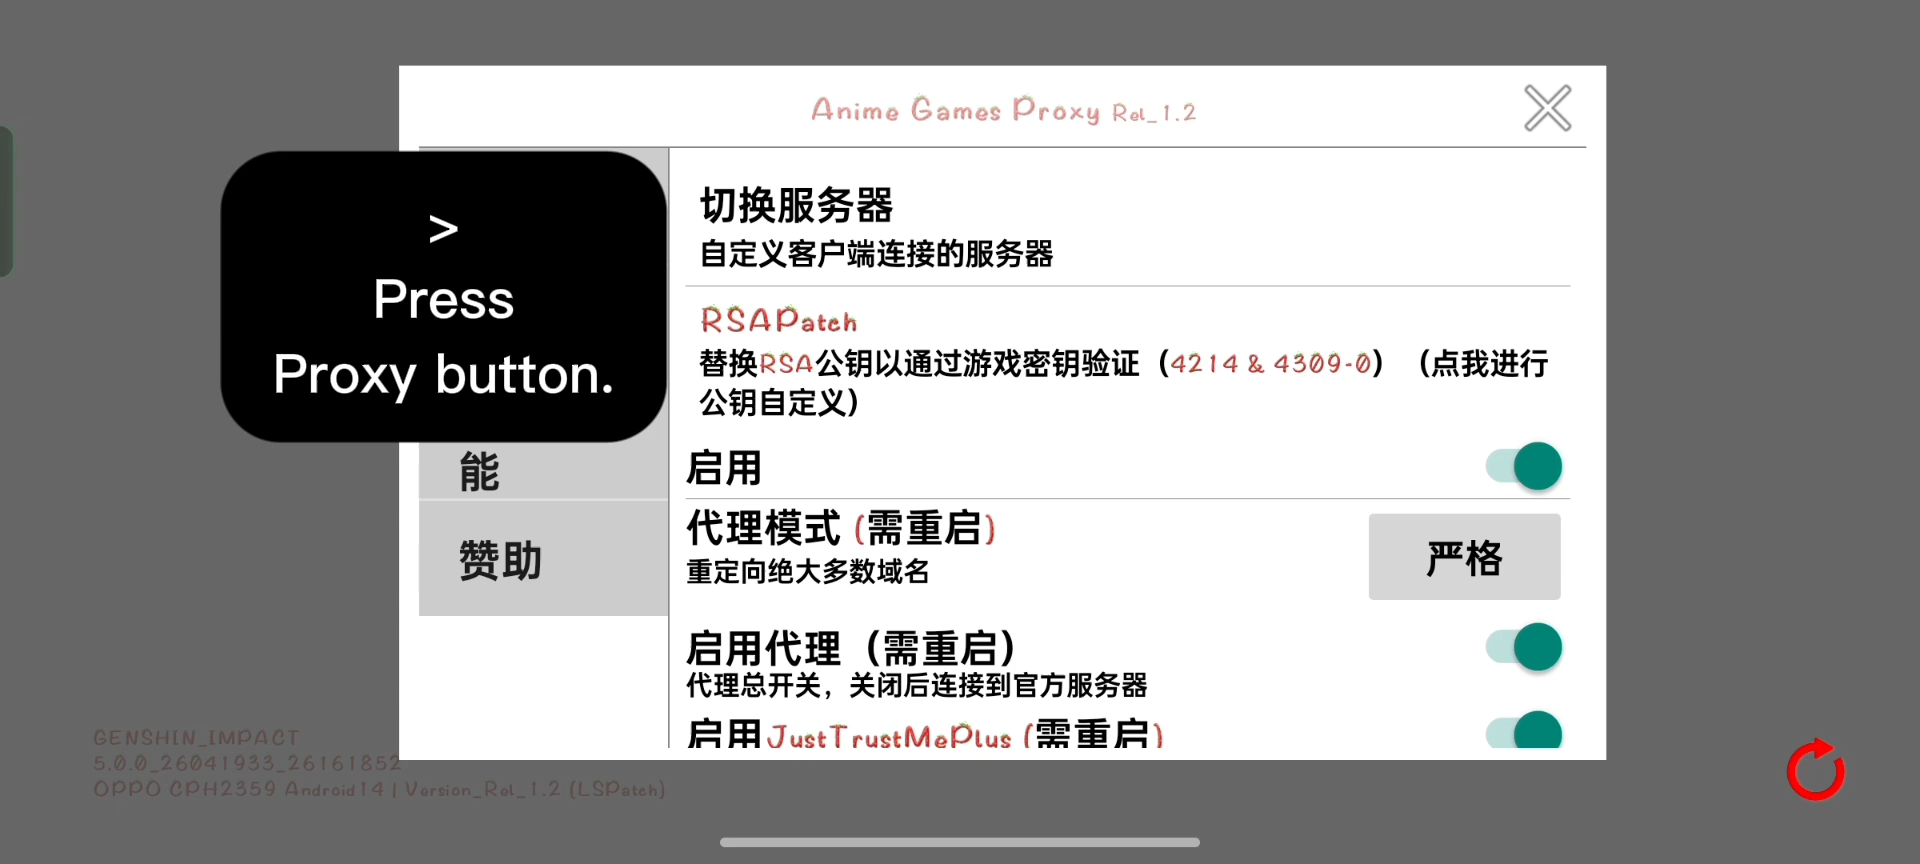 Anime Games Proxy Rel_1.2
>
Press
Proxy button.
能
赞助
切换服务器
自定义客户端连接的服务器
RSAPatch
替换RSA公钥以通过游戏密钥验证（4214 & 4309-0）（点我进行
公钥自定义）
启用
代理模式 (需重启)
重定向绝大多数域名
严格
启用代理（需重启）
代理总开关，关闭后连接到官方服务器
启用JustTrustMePlus (需重启)
GENSHIN_IMPACT
5.0.0_26041933_26161852
OPPO CPH2359 Android14 | Version_Rel_1.2 (LSPatch)